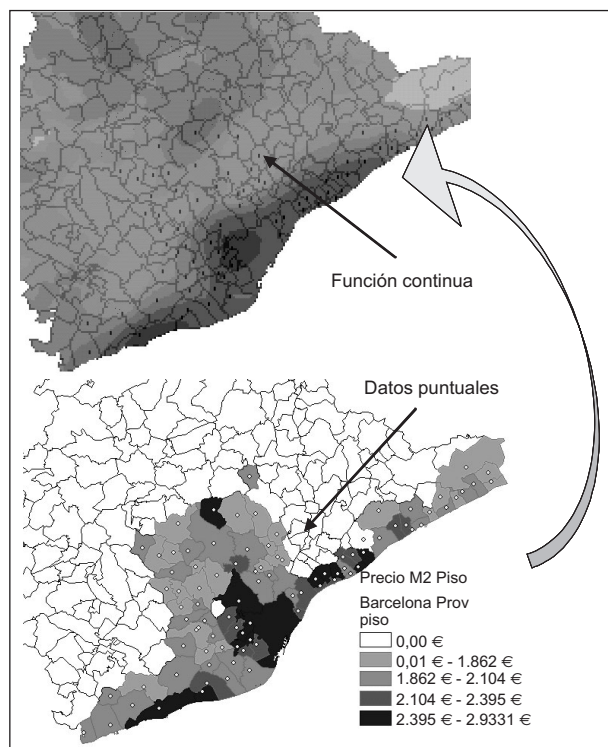 Función continua
Datos puntuales
Precio M2 Piso
Barcelona Prov
piso
0,00 €
0,01 € - 1.862 €
1.862 € - 2.104 €
2.104 € - 2.395 €
2.395 € - 2.9331 €